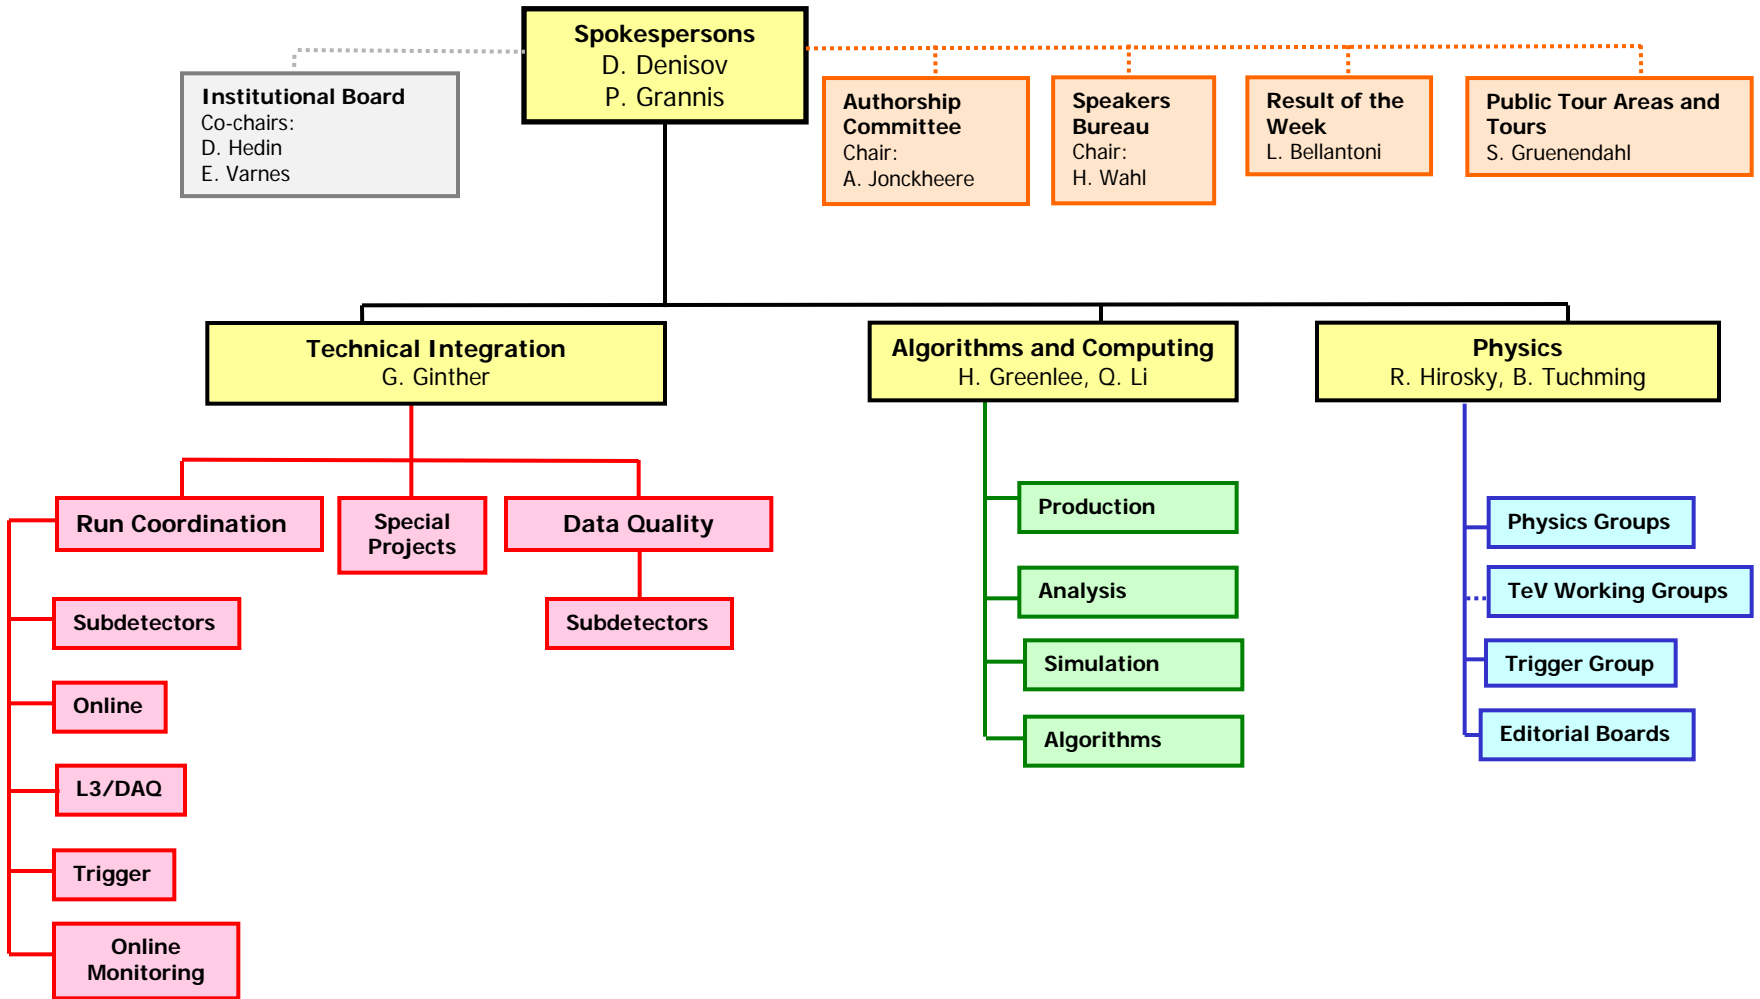 Spokespersons
D. Denisov
P. Grannis
Institutional Board
Co-chairs:
D. Hedin
E. Varnes
Authorship
Committee
Chair:
A. Jonckheere
Speakers
Bureau
Chair:
H. Wahl
Result of the
Week
L. Bellantoni
Public Tour Areas and
Tours
S. Gruenendahl
Technical Integration
G. Ginther
Algorithms and Computing
H. Greenlee, Q. Li
Physics
R. Hirosky, B. Tuchming
Run Coordination
Special
Projects
Data Quality
Subdetectors
Subdetectors
Online
L3/DAQ
Trigger
Online
Monitoring
Production
Analysis
Simulation
Algorithms
Physics Groups
TeV Working Groups
Trigger Group
Editorial Boards